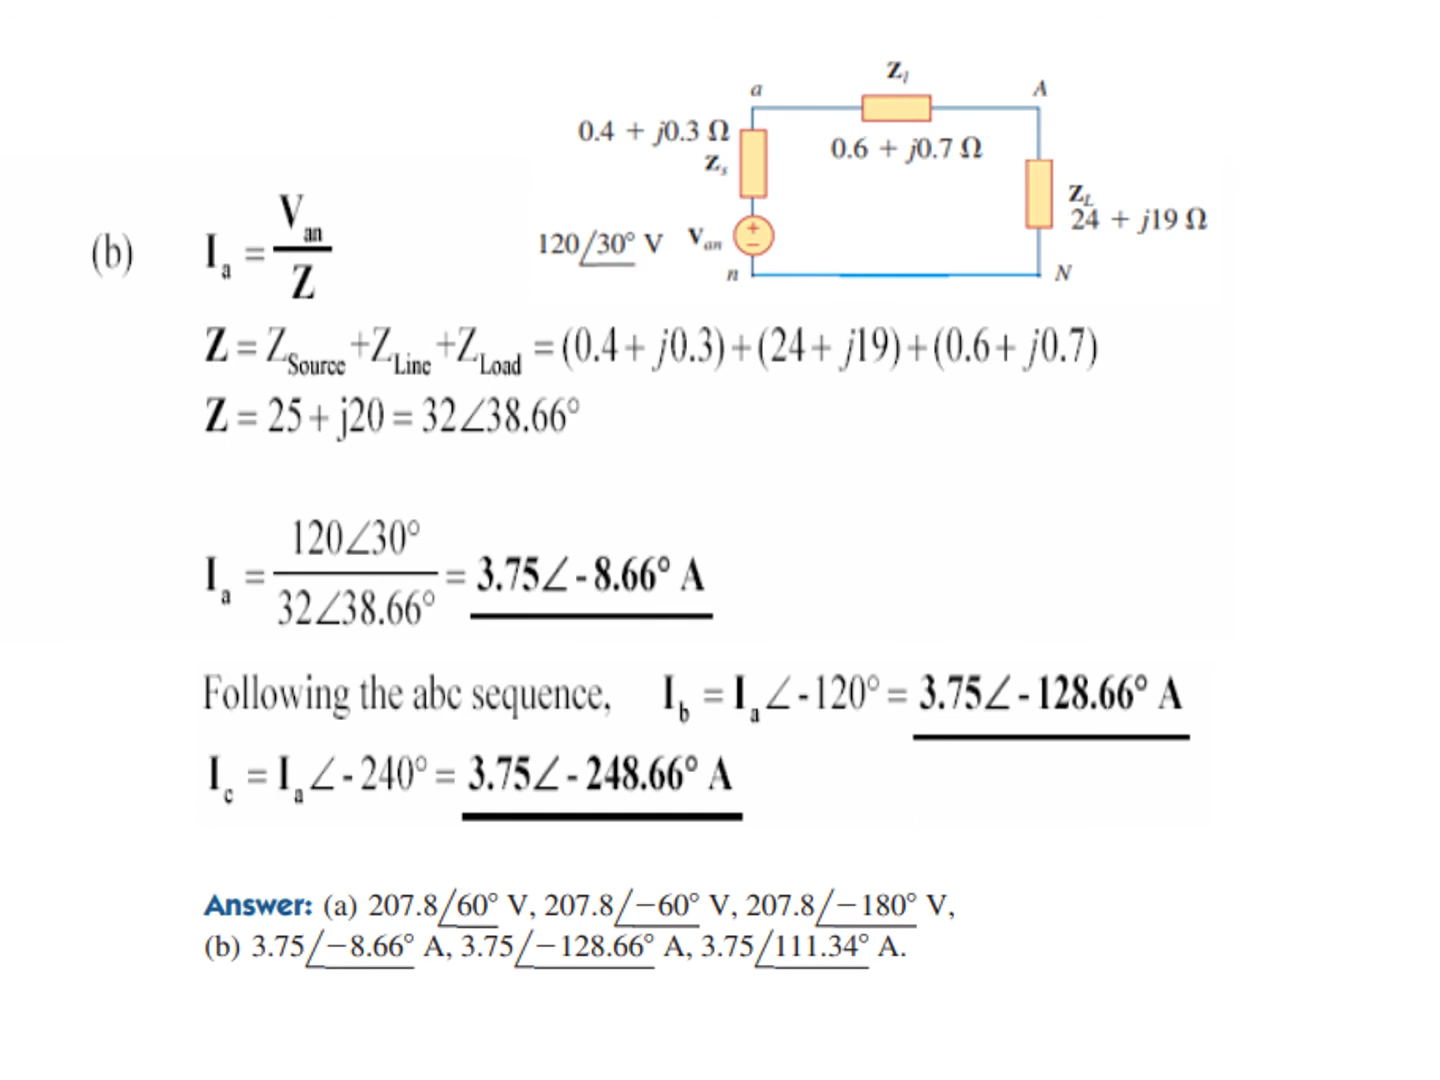 Z_l
a
A
0.4 + j0.3 Ω
Z_s
0.6 + j0.7 Ω
Z_L
24 + j19 Ω
120/30° V
V_an
n
N
(b) I_a = V_an / Z
Z = Z_Source +Z_Line +Z_Load = (0.4 + j0.3) + (24 + j19) + (0.6 + j0.7)
Z = 25 + j20 = 32∠38.66°
I_a = 120∠30° / 32∠38.66° = 3.75∠-8.66° A
Following the abc sequence, I_b = I_a∠-120° = 3.75∠-128.66° A
I_c = I_a∠-240° = 3.75∠-248.66° A
Answer: (a) 207.8/60° V, 207.8/−60° V, 207.8/−180° V,
(b) 3.75/−8.66° A, 3.75/−128.66° A, 3.75/111.34° A.